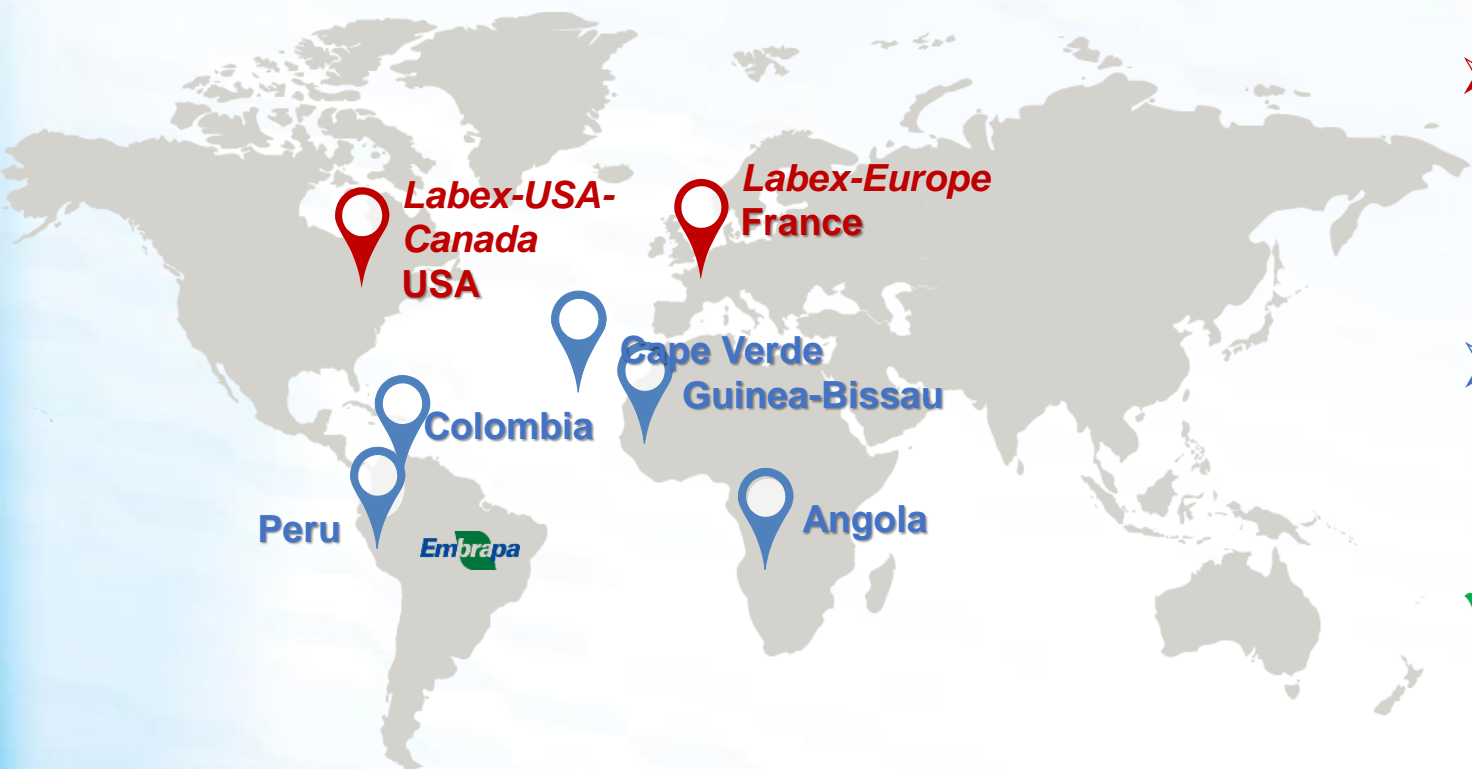 Labex-USA-
Canada
USA
Labex-Europe
France
Cape Verde
Guinea-Bissau
Colombia
Peru
Embrapa
Angola